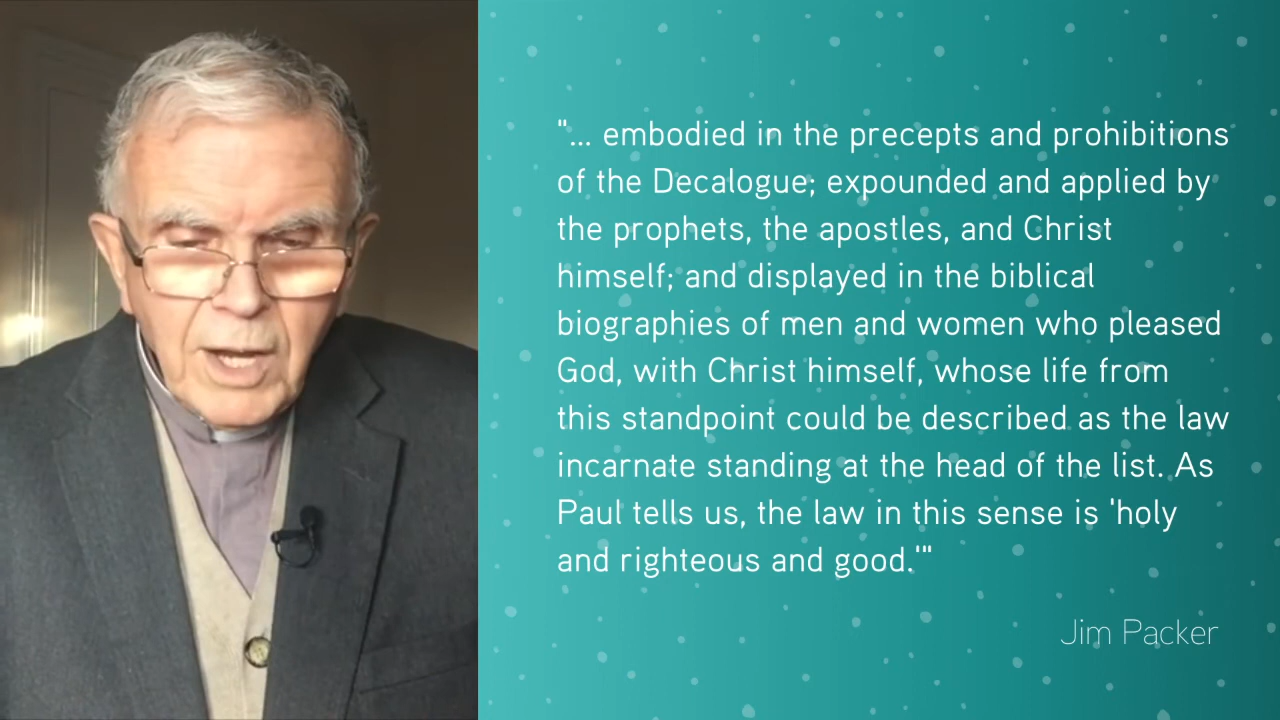 "... embodied in the precepts and prohibitions
of the Decalogue; expounded and applied by
the prophets, the apostles, and Christ
himself; and displayed in the biblical
biographies of men and women who pleased
God, with Christ himself, whose life from
this standpoint could be described as the law
incarnate standing at the head of the list. As
Paul tells us, the law in this sense is 'holy
and righteous and good.'"
Jim Packer